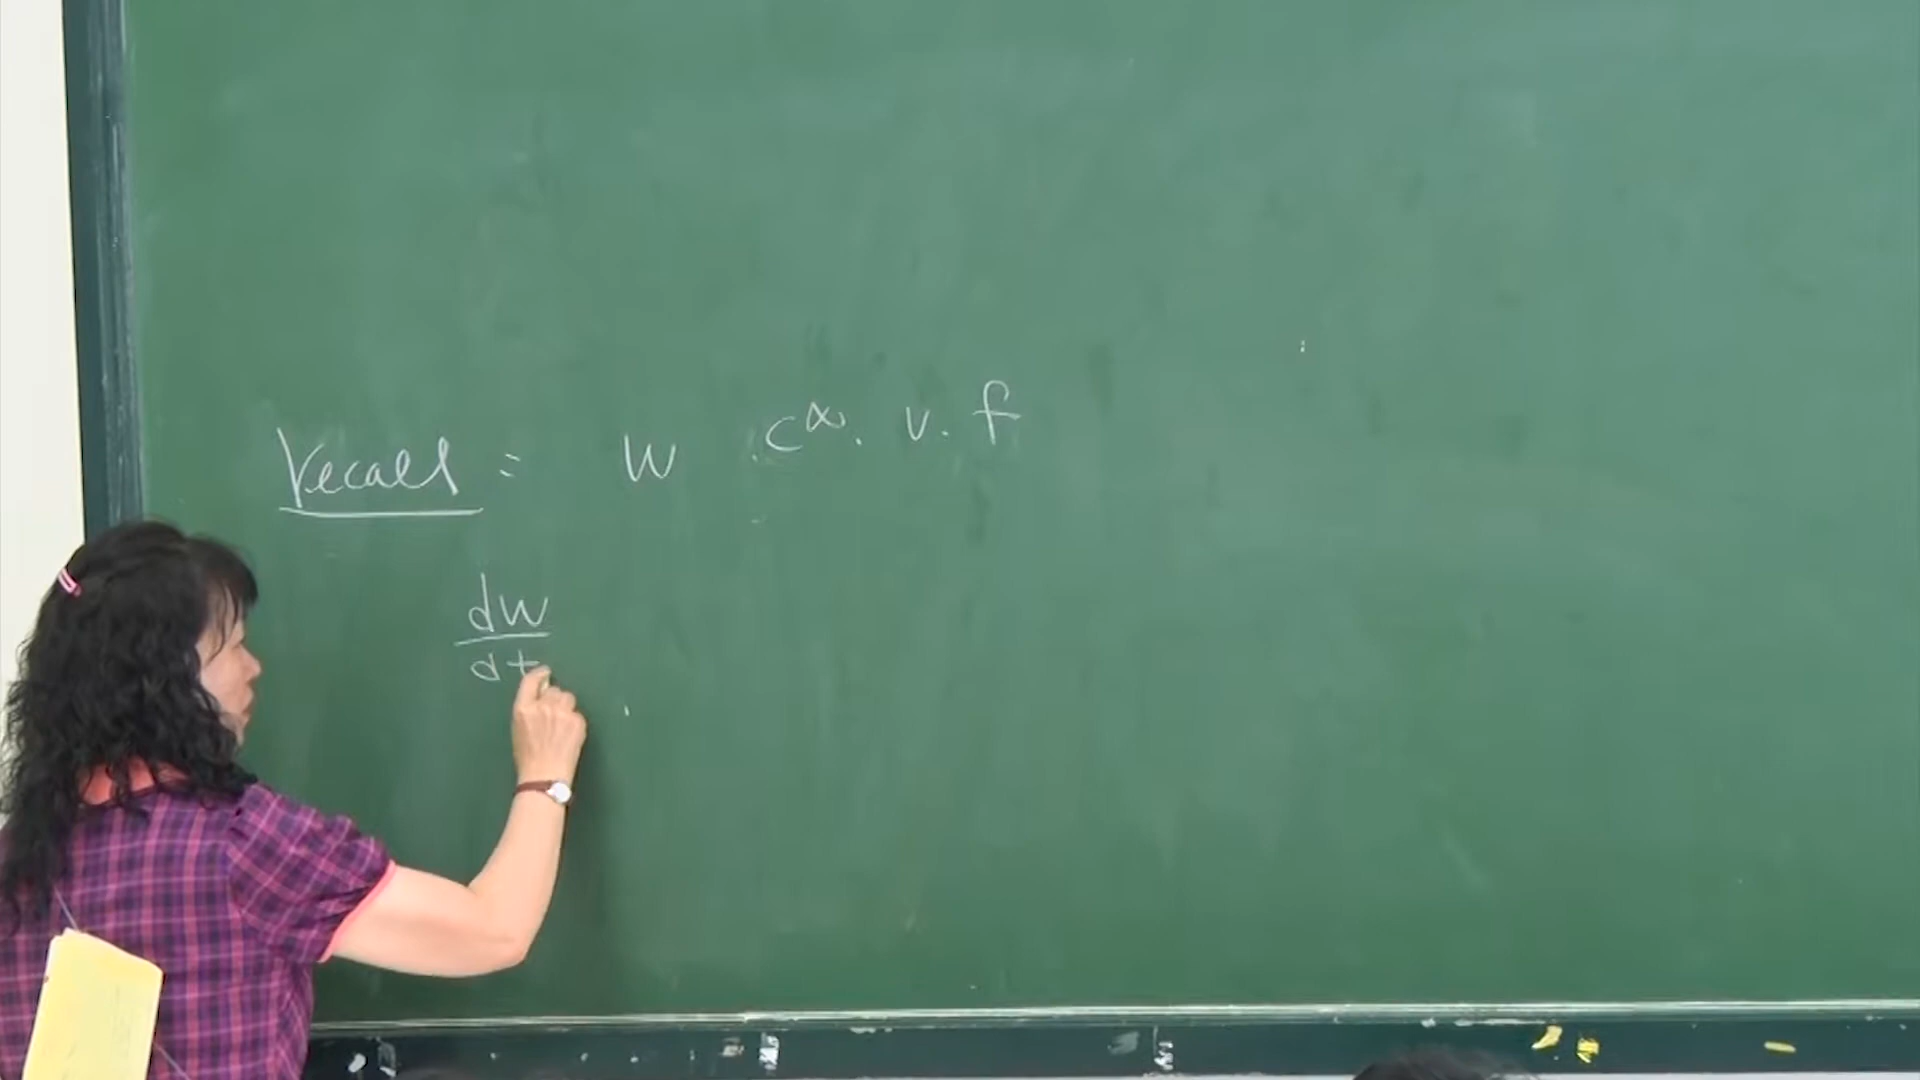 Recall : W C^∞. v. f
dW
dt